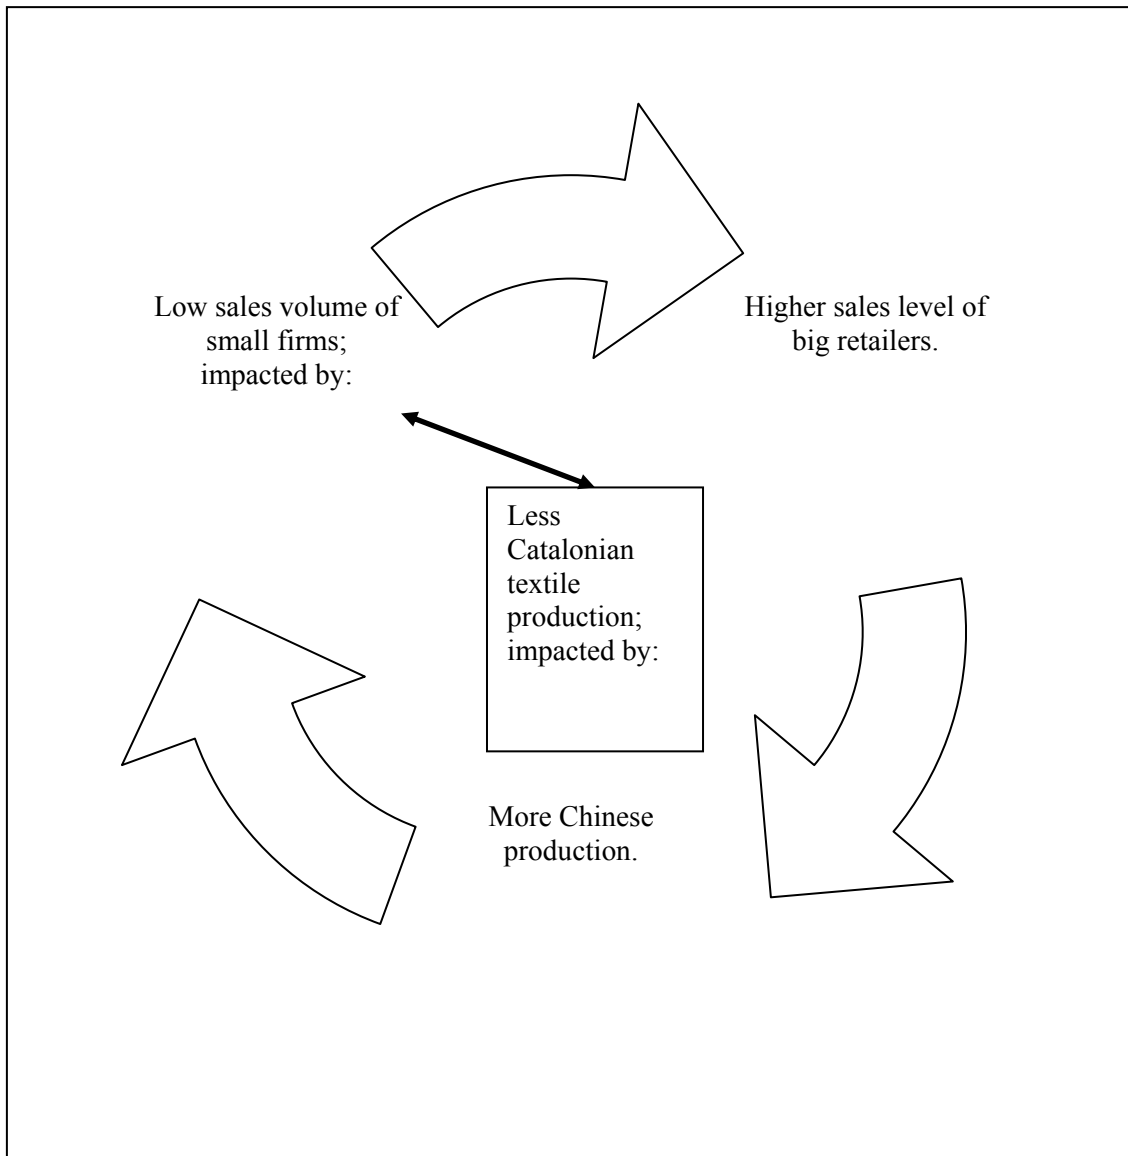 Low sales volume of
small firms;
impacted by:
Higher sales level of
big retailers.
Less
Catalonian
textile
production;
impacted by:
More Chinese
production.